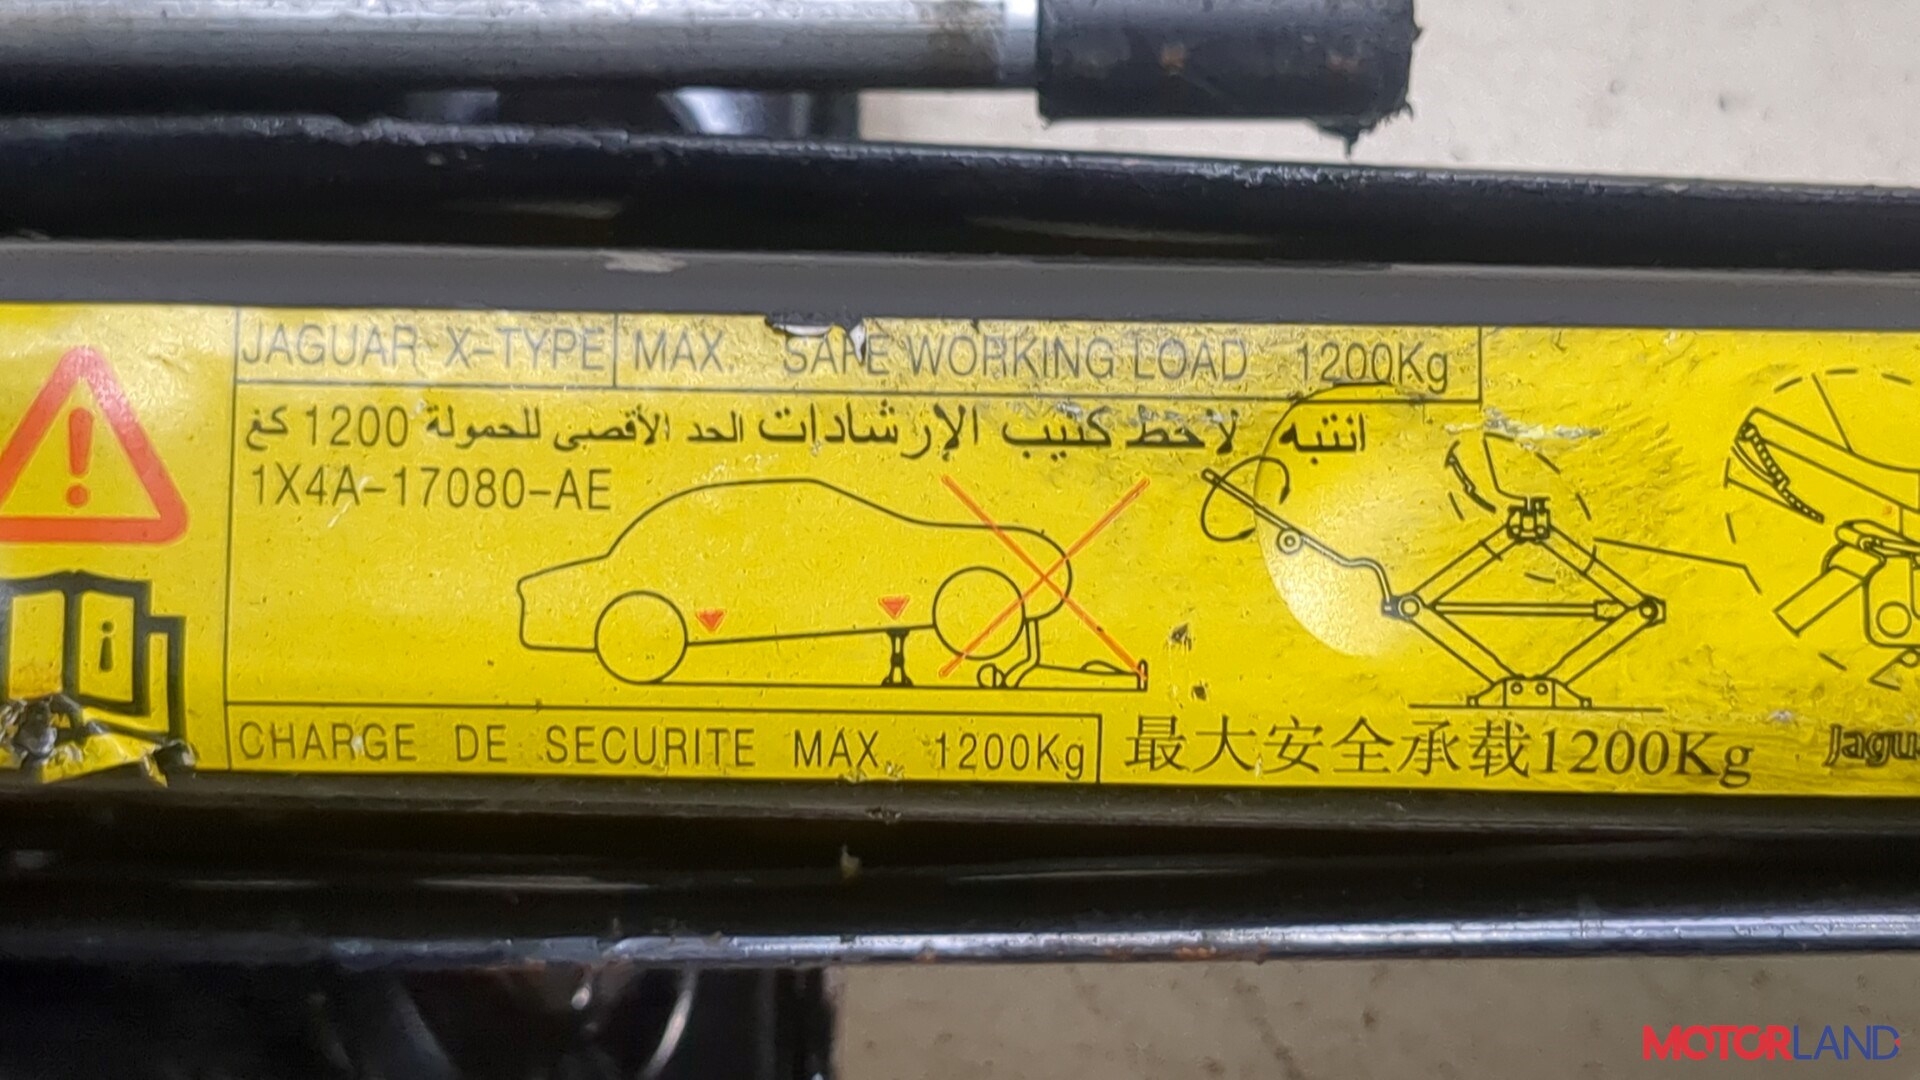 JAGUAR X-TYPE MAX. SAFE WORKING LOAD 1200Kg
انتبه لاحظ كتيب الإرشادات الحد الأقصى للحمولة 1200 كغ
1X4A-17080-AE
CHARGE DE SECURITE MAX. 1200Kg
最大安全承载1200Kg
Jagu
MOTORLAND